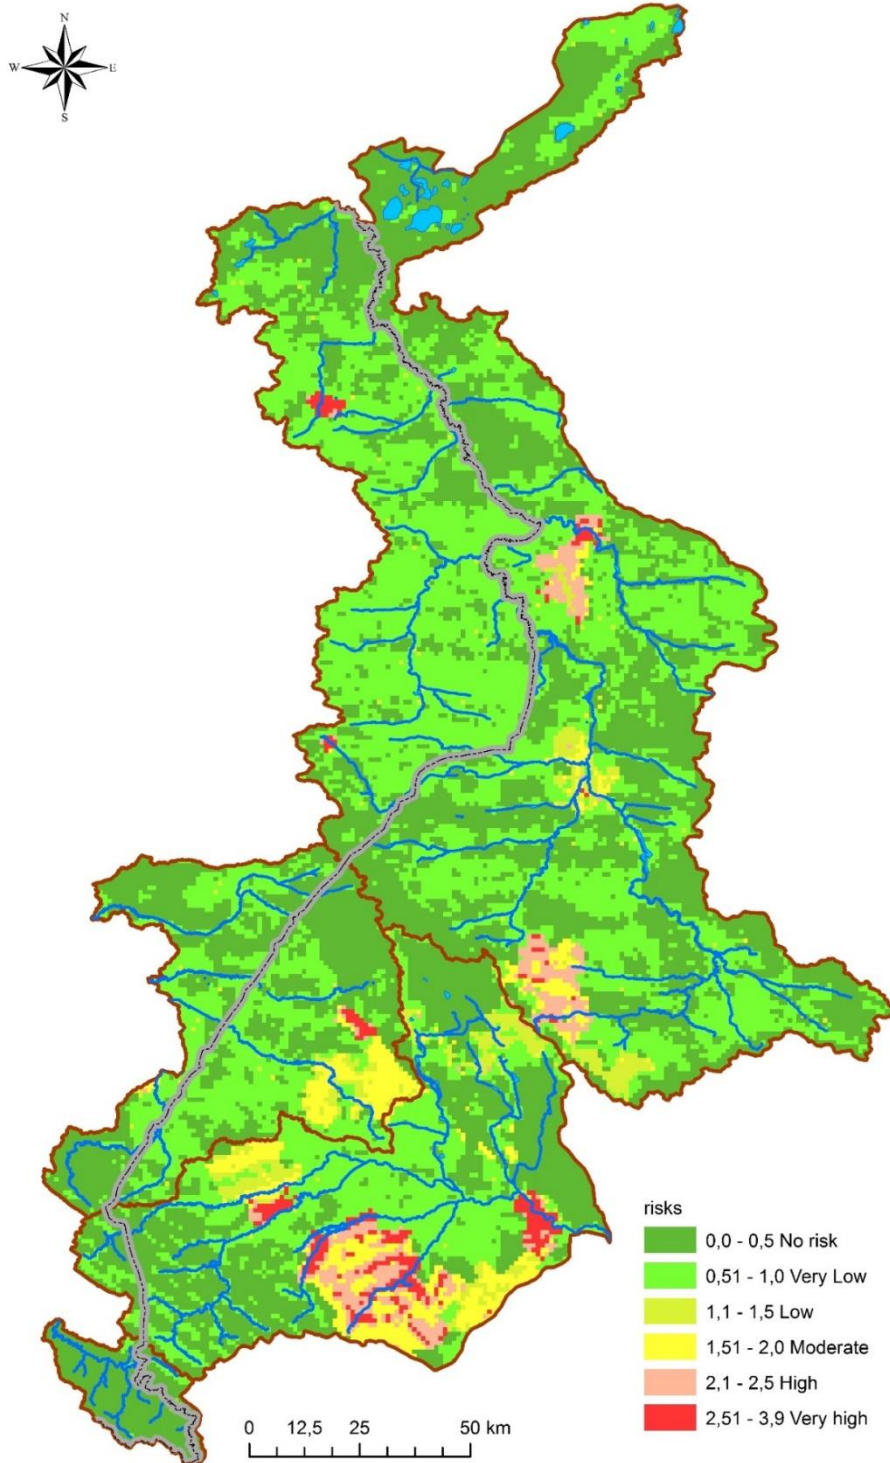 N
W E
S
risks
0,0 - 0,5 No risk
0,51 - 1,0 Very Low
1,1 - 1,5 Low
1,51 - 2,0 Moderate
2,1 - 2,5 High
2,51 - 3,9 Very high
0 12,5 25 50 km